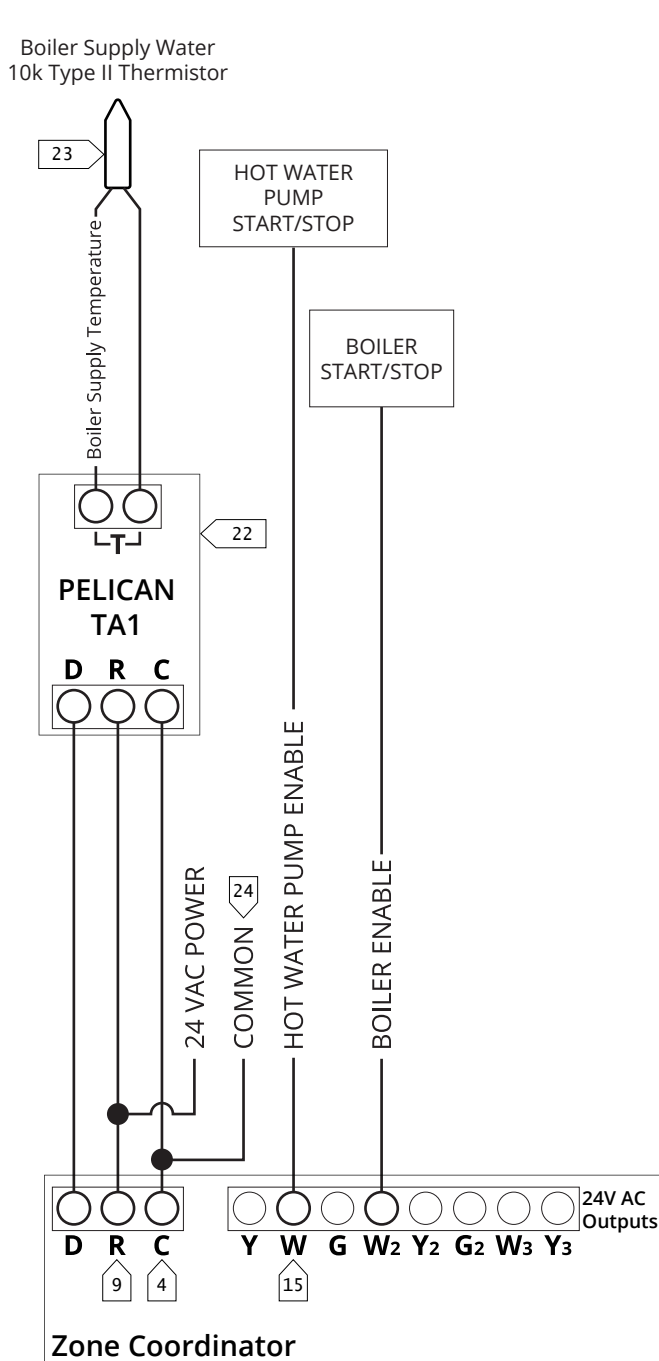 Boiler Supply Water
10k Type II Thermistor
23
HOT WATER
PUMP
START/STOP
Boiler Supply Temperature
BOILER
START/STOP
T
22
PELICAN
TA1
D R C
24 VAC POWER
COMMON
24
HOT WATER PUMP ENABLE
BOILER ENABLE
24V AC
Outputs
D R C
Y W G W2 Y2 G2 W3 Y3
9
4
15
Zone Coordinator